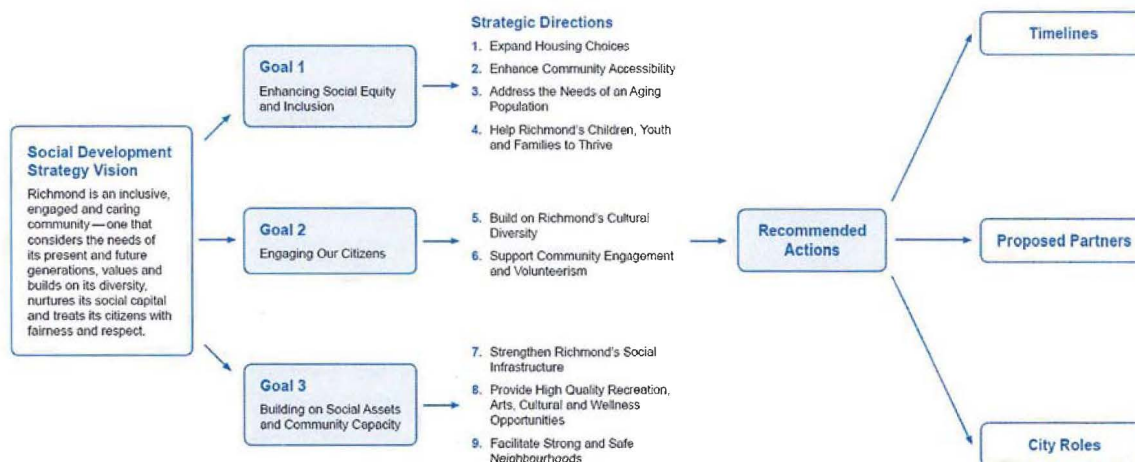 Social Development
Strategy Vision
Richmond is an inclusive,
engaged and caring
community—one that
considers the needs of
its present and future
generations, values and
builds on its diversity,
nurtures its social capital
and treats its citizens with
fairness and respect.
Goal 1
Enhancing Social Equity
and Inclusion
Goal 2
Engaging Our Citizens
Goal 3
Building on Social Assets
and Community Capacity
Strategic Directions
1. Expand Housing Choices
2. Enhance Community Accessibility
3. Address the Needs of an Aging
Population
4. Help Richmond's Children, Youth
and Families to Thrive
5. Build on Richmond's Cultural
Diversity
6. Support Community Engagement
and Volunteerism
7. Strengthen Richmond's Social
Infrastructure
8. Provide High Quality Recreation,
Arts, Cultural and Wellness
Opportunities
9. Facilitate Strong and Safe
Neighbourhoods
Recommended
Actions
Timelines
Proposed Partners
City Roles